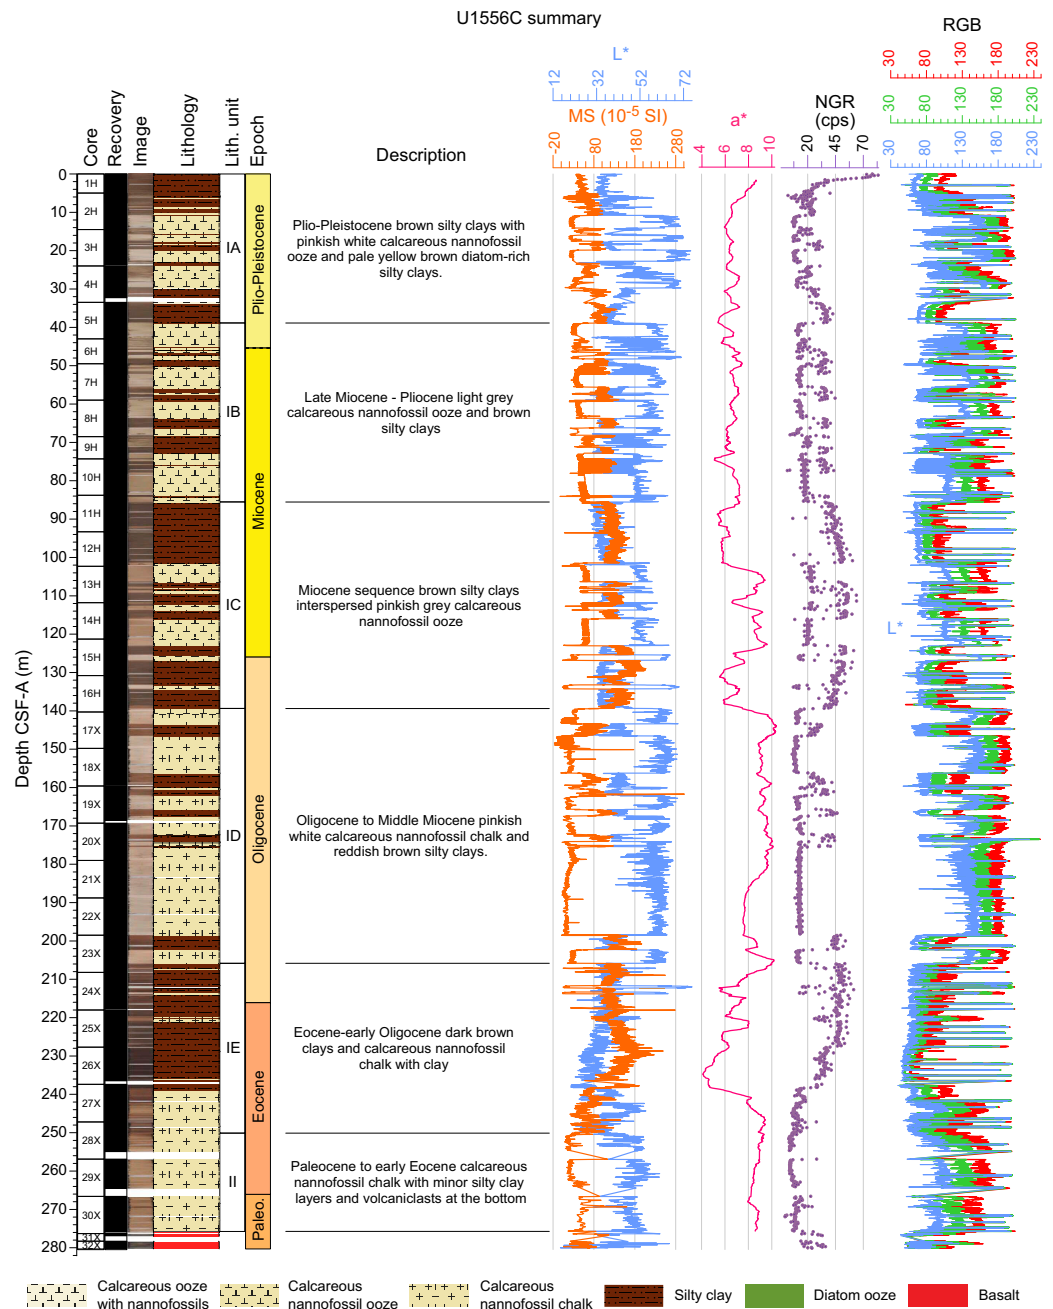 U1556C summary
RGB
30 80 130 180 230
L*
12 32 52 72
30 80 130 180 230
MS (10-5 SI)
-20 80 180 280
a*
4 6 8 10
NGR
(cps)
20 45 70
30 80 130 180 230
Core
Recovery
Image
Lithology
Lith. unit
Epoch
Description
Depth CSF-A (m)
0
10
20
30
40
50
60
70
80
90
100
110
120
130
140
150
160
170
180
190
200
210
220
230
240
250
260
270
280
1H
2H
3H
4H
5H
6H
7H
8H
9H
10H
11H
12H
13H
14H
15H
16H
17X
18X
19X
20X
21X
22X
23X
24X
25X
26X
27X
28X
29X
30X
31X
32X
IA
IB
IC
ID
IE
II
Plio-Pleistocene
Miocene
Oligocene
Eocene
Paleo.
Plio-Pleistocene brown silty clays with
pinkish white calcareous nannofossil
ooze and pale yellow brown diatom-rich
silty clays.
Late Miocene - Pliocene light grey
calcareous nannofossil ooze and brown
silty clays
Miocene sequence brown silty clays
interspersed pinkish grey calcareous
nannofossil ooze
L*
Oligocene to Middle Miocene pinkish
white calcareous nannofossil chalk and
reddish brown silty clays.
Eocene-early Oligocene dark brown
clays and calcareous nannofossil
chalk with clay
Paleocene to early Eocene calcareous
nannofossil chalk with minor silty clay
layers and volcaniclasts at the bottom
Calcareous ooze
with nannofossils
Calcareous
nannofossil ooze
Calcareous
nannofossil chalk
Silty clay
Diatom ooze
Basalt